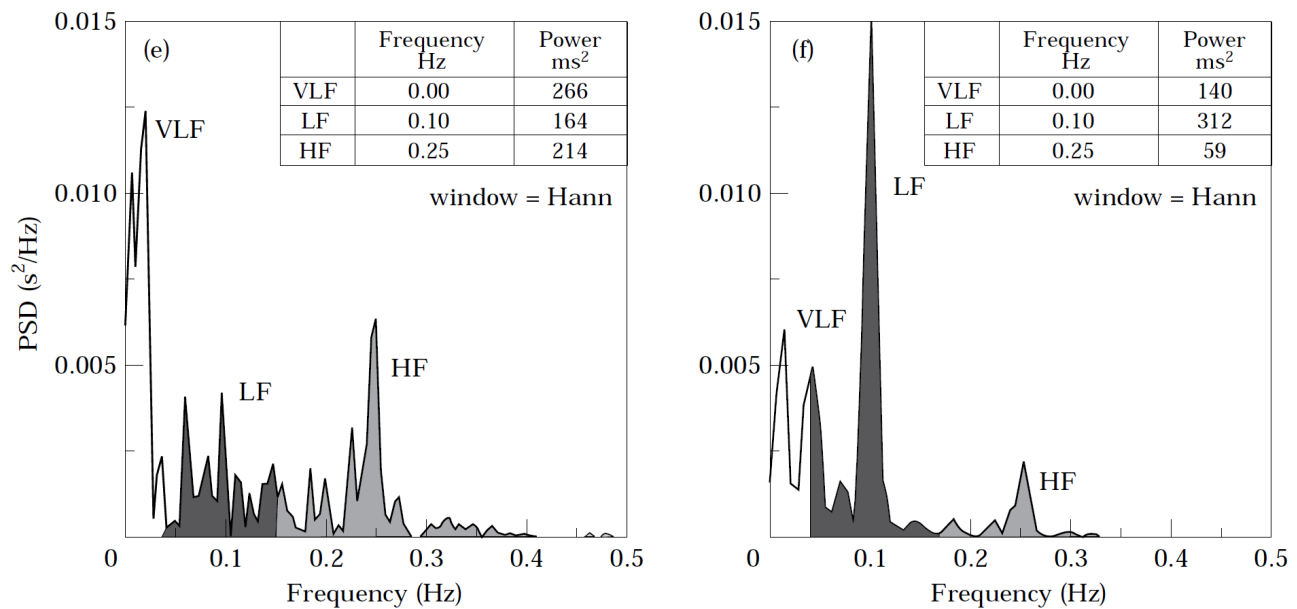 0.015
0.010
0.005
PSD (s²/Hz)
(e)
Frequency Hz Power ms²
VLF 0.00 266
LF 0.10 164
HF 0.25 214
window = Hann
VLF
LF
HF
0 0.1 0.2 0.3 0.4 0.5
Frequency (Hz)
0.015
0.010
0.005
(f)
Frequency Hz Power ms²
VLF 0.00 140
LF 0.10 312
HF 0.25 59
window = Hann
LF
VLF
HF
0 0.1 0.2 0.3 0.4 0.5
Frequency (Hz)